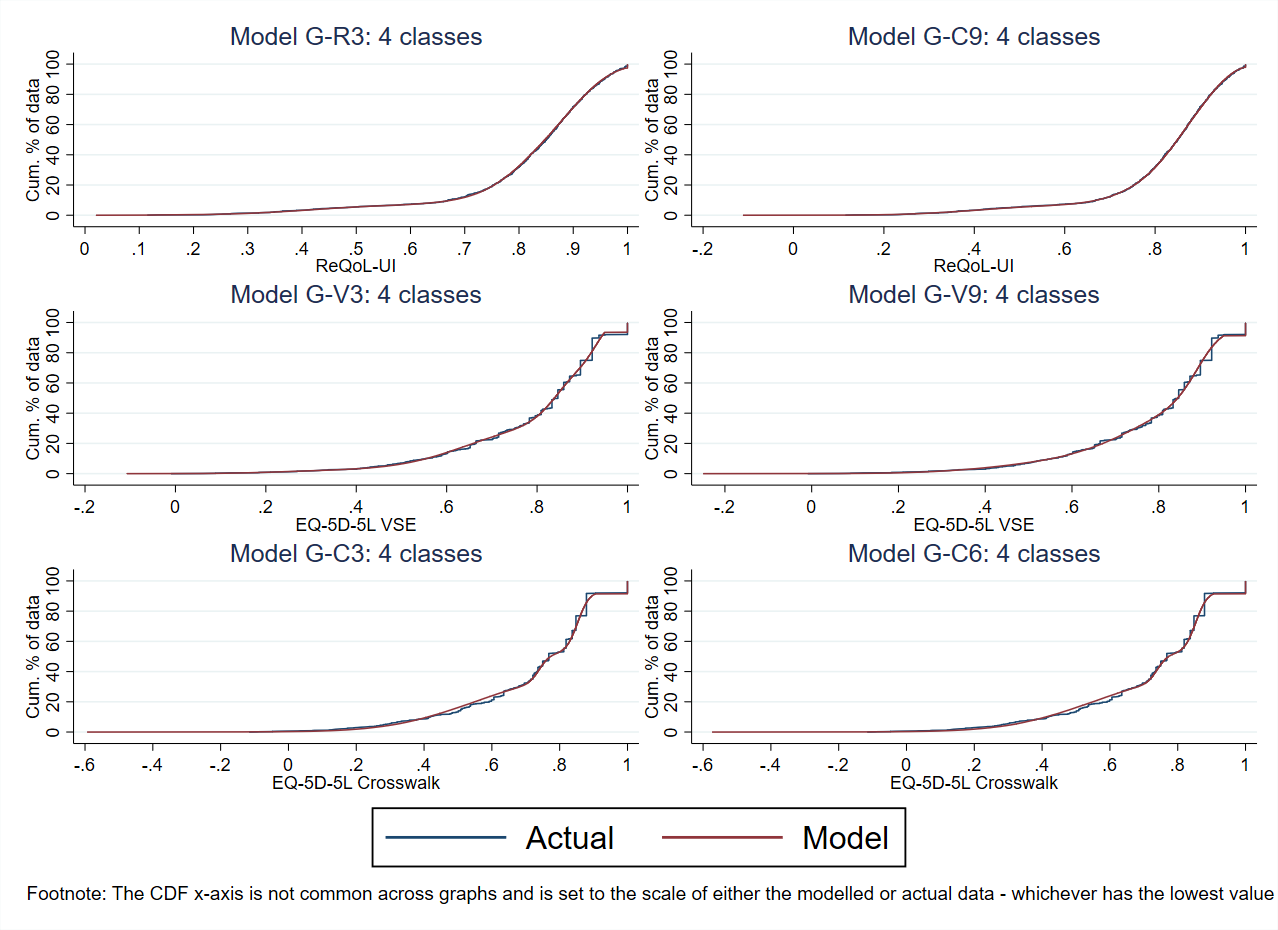 Model G-R3: 4 classes
Cum. % of data
0 20 40 60 80 100
0 .1 .2 .3 .4 .5 .6 .7 .8 .9 1
ReQoL-UI
Model G-C9: 4 classes
Cum. % of data
0 20 40 60 80 100
-.2 0 .2 .4 .6 .8 1
ReQoL-UI
Model G-V3: 4 classes
Cum. % of data
0 20 40 60 80 100
-.2 0 .2 .4 .6 .8 1
EQ-5D-5L VSE
Model G-V9: 4 classes
Cum. % of data
0 20 40 60 80 100
-.2 0 .2 .4 .6 .8 1
EQ-5D-5L VSE
Model G-C3: 4 classes
Cum. % of data
0 20 40 60 80 100
-.6 -.4 -.2 0 .2 .4 .6 .8 1
EQ-5D-5L Crosswalk
Model G-C6: 4 classes
Cum. % of data
0 20 40 60 80 100
-.6 -.4 -.2 0 .2 .4 .6 .8 1
EQ-5D-5L Crosswalk
Actual Model
Footnote: The CDF x-axis is not common across graphs and is set to the scale of either the modelled or actual data - whichever has the lowest value